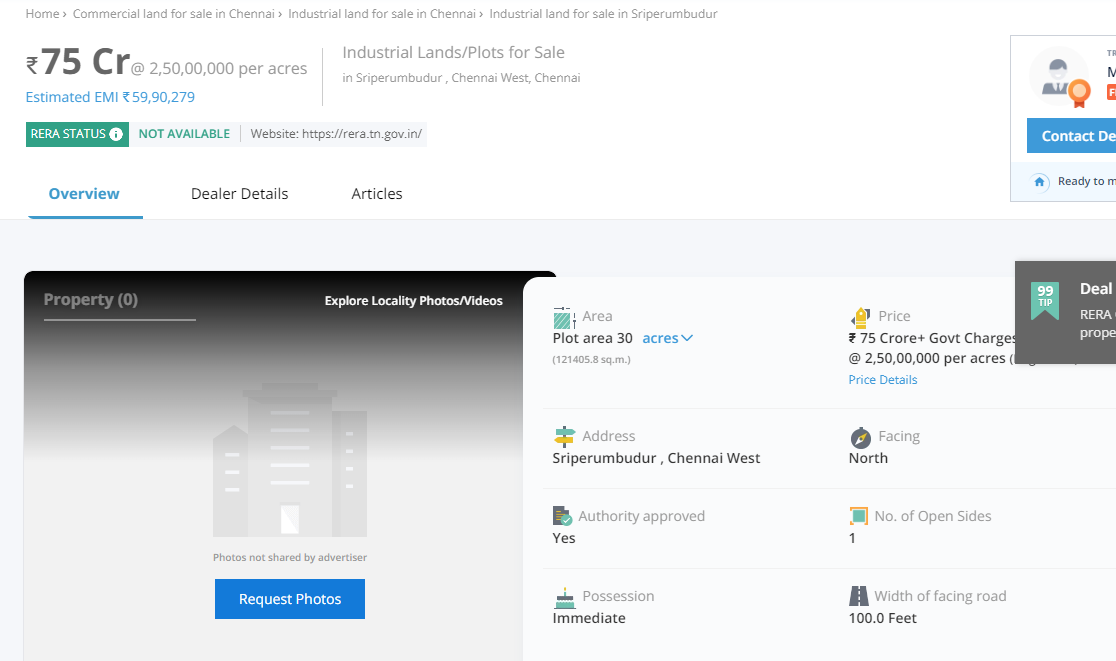 Home › Commercial land for sale in Chennai › Industrial land for sale in Chennai › Industrial land for sale in Sriperumbudur
₹75 Cr @ 2,50,00,000 per acres
Estimated EMI ₹59,90,279
Industrial Lands/Plots for Sale
in Sriperumbudur , Chennai West, Chennai
RERA STATUS NOT AVAILABLE Website: https://rera.tn.gov.in/
Contact De
Ready to m
Overview Dealer Details Articles
Property (0) Explore Locality Photos/Videos
Photos not shared by advertiser
Request Photos
Area
Plot area 30 acres
(121405.8 sq.m.)
Price
₹ 75 Crore+ Govt Charges
@ 2,50,00,000 per acres
Price Details
99
TIP
Deal
RERA
prope
Address
Sriperumbudur , Chennai West
Facing
North
Authority approved
Yes
No. of Open Sides
1
Possession
Immediate
Width of facing road
100.0 Feet